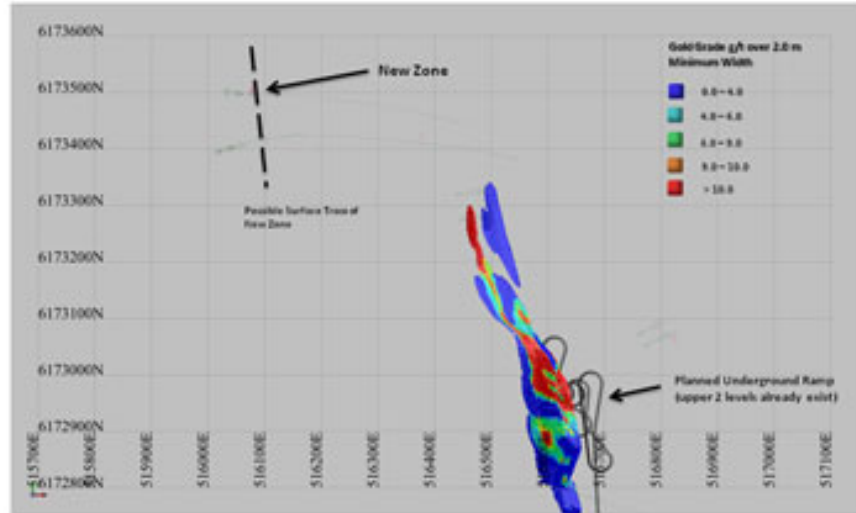 6173600N
Gold Grade g/t over 2.0 m
Minimum Width
New Zone
6173500N
0.0 – 4.0
4.0 – 6.0
6173400N
6.0 – 9.0
9.0 – 10.0
> 10.0
6173300N
Possible Surface Trace of
New Zone
6173200N
6173100N
6173000N
Planned Underground Ramp
(upper 2 levels already exist)
6172900N
6172800N
515700E
515800E
515900E
516000E
516100E
516200E
516300E
516400E
516500E
516800E
516900E
517000E
517100E